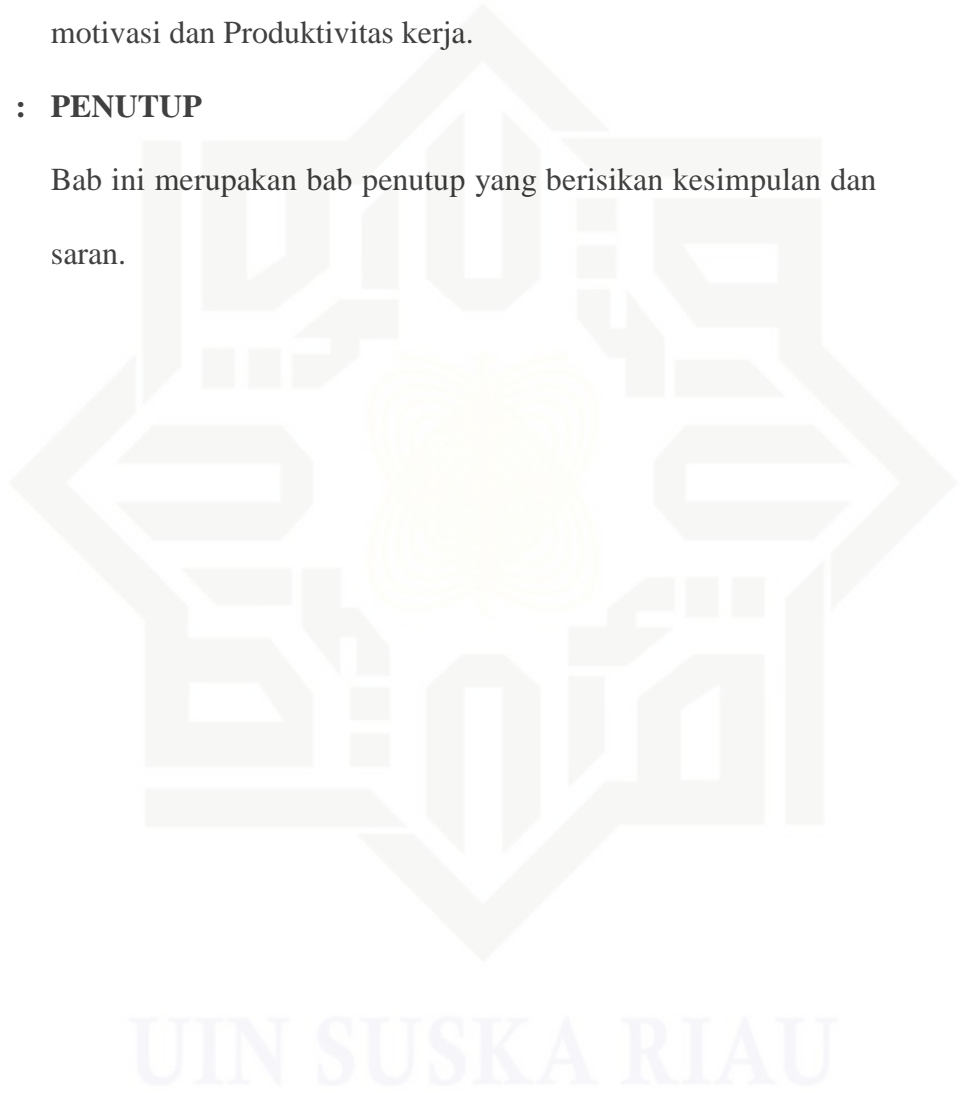 motivasi dan Produktivitas kerja.
: PENUTUP
Bab ini merupakan bab penutup yang berisikan kesimpulan dan
saran.
UIN SUSKA RIAU